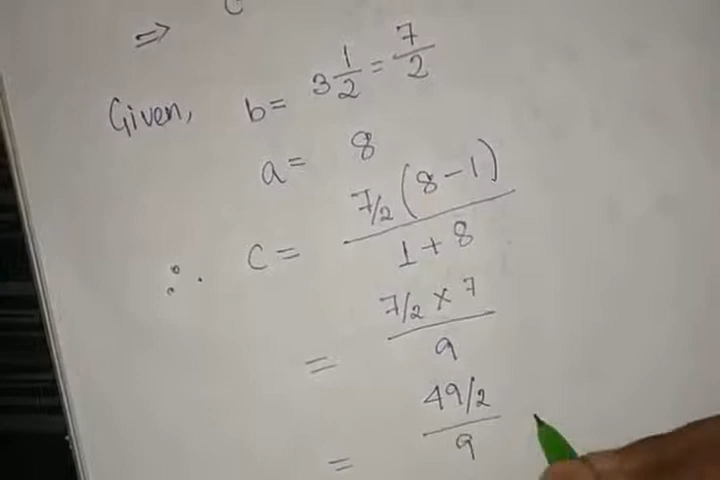 ⇒ c
Given, b = 3 1/2 = 7/2
a = 8
∴ c = 7/2 (8 - 1) / 1 + 8
= 7/2 × 7 / 9
= 49/2 / 9